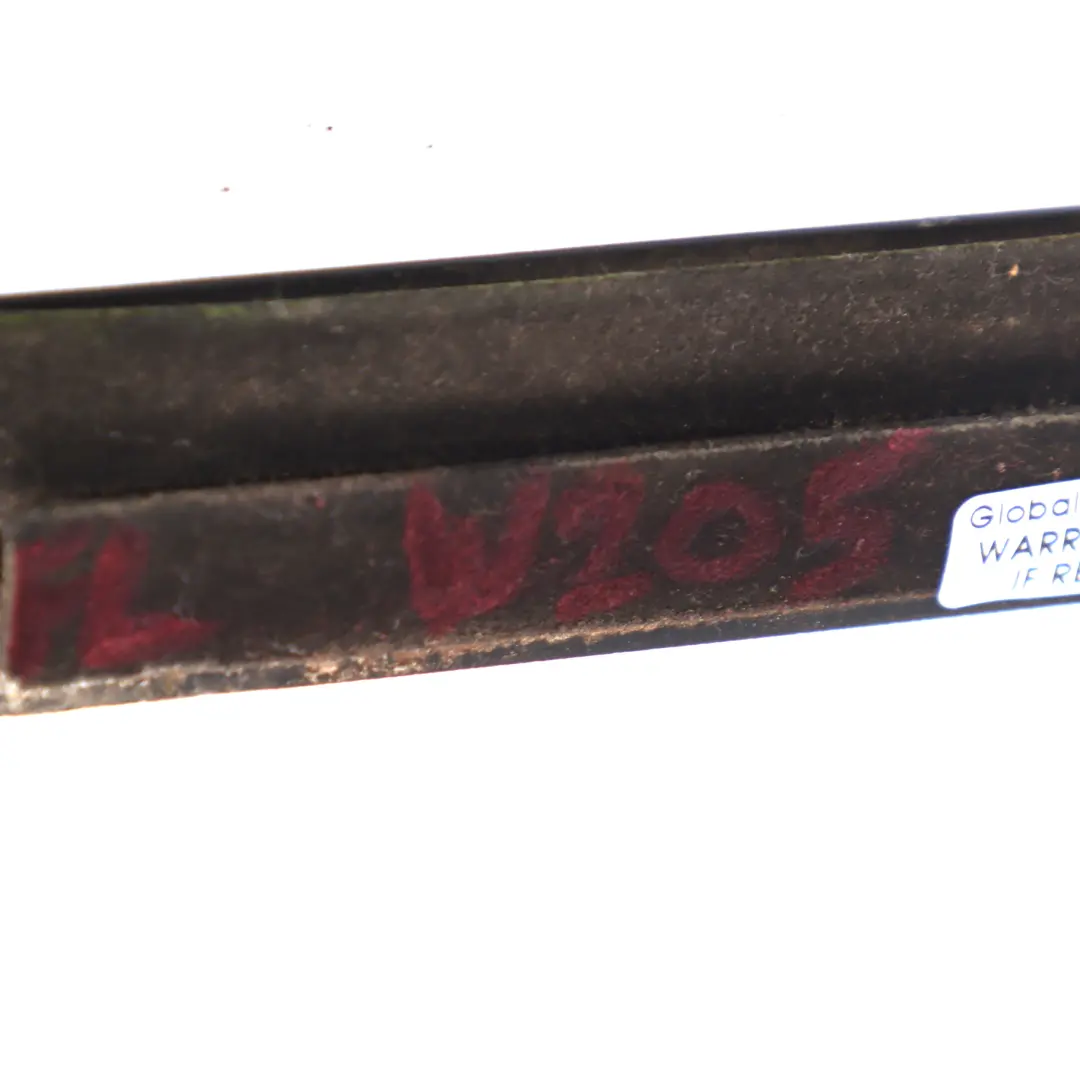 FL W205
Global
WARR
IF RE